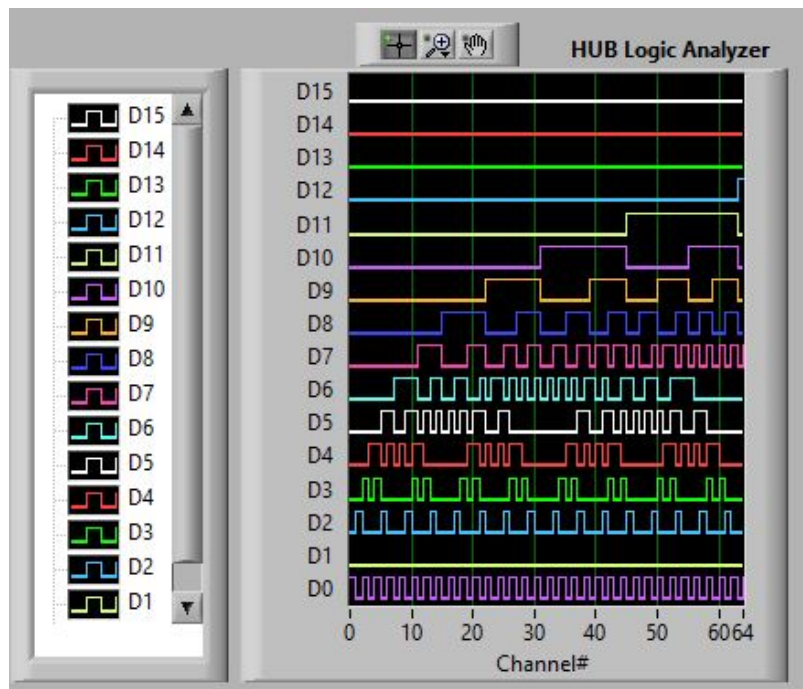 HUB Logic Analyzer
D15
D14
D13
D12
D11
D10
D9
D8
D7
D6
D5
D4
D3
D2
D1
D15
D14
D13
D12
D11
D10
D9
D8
D7
D6
D5
D4
D3
D2
D1
D0
0 10 20 30 40 50 60 64
Channel#